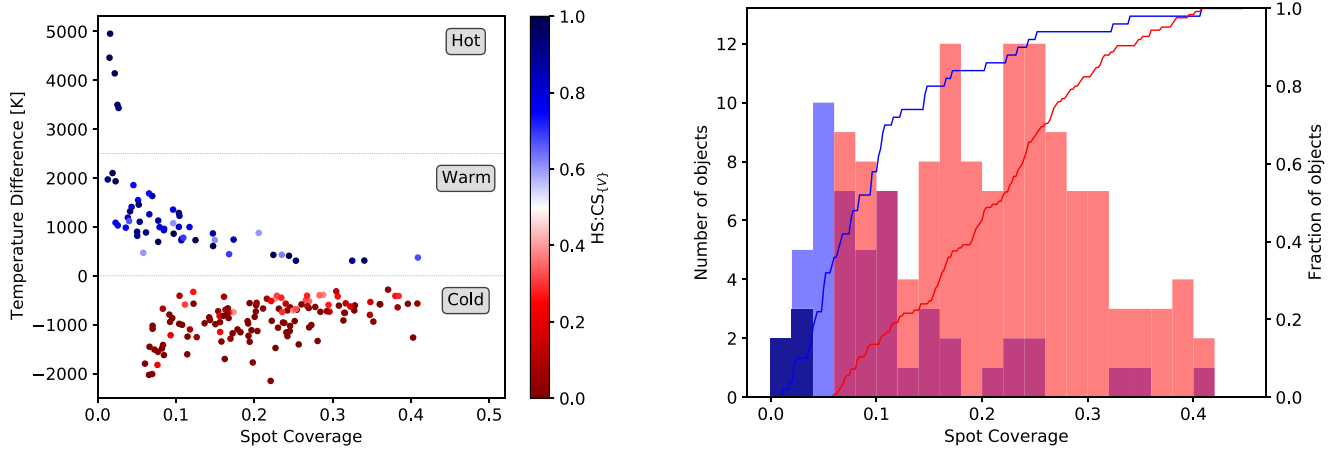 5000
4000
3000
2000
1000
0
−1000
−2000
Temperature Difference [K]
Hot
Warm
Cold
0.0 0.1 0.2 0.3 0.4 0.5
Spot Coverage
1.0
0.8
0.6
0.4
0.2
0.0
HS:CS{v}
12
10
8
6
4
2
0
Number of objects
0.0 0.1 0.2 0.3 0.4
Spot Coverage
1.0
0.8
0.6
0.4
0.2
0.0
Fraction of objects